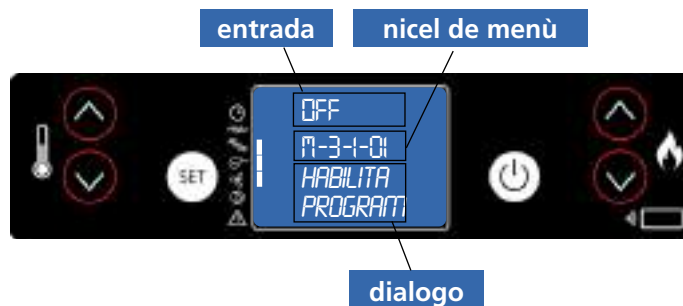 entrada
nicel de menù
OFF
M-3-1-01
SET
HABILITA
PROGRAM
dialogo